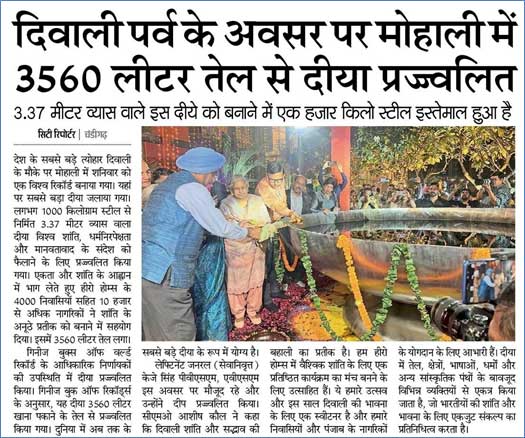 दिवाली पर्व के अवसर पर मोहाली में
3560 लीटर तेल से दीया प्रज्ज्वलित
3.37 मीटर व्यास वाले इस दीये को बनाने में एक हजार किलो स्टील इस्तेमाल हुआ है
सिटी रिपोर्टर | चंडीगढ़
देश के सबसे बड़े त्योहार दिवाली
के मौके पर मोहाली में शनिवार को
एक विश्व रिकॉर्ड बनाया गया। यहां
पर सबसे बड़ा दीया जलाया गया।
लगभग 1000 किलोग्राम स्टील से
निर्मित 3.37 मीटर व्यास वाला
दीया विश्व शांति, धर्मनिरपेक्षता
और मानवतावाद के संदेश को
फैलाने के लिए प्रज्वलित किया
गया। एकता और शांति के आह्वान
में भाग लेते हुए हीरो होम्स के
4000 निवासियों सहित 10 हजार
से अधिक नागरिकों ने शांति के
अनूठे प्रतीक को बनाने में सहयोग
दिया। इसमें 3560 लीटर तेल लगा।
गिनीज बुक्स ऑफ वर्ल्ड
रिकॉर्ड के आधिकारिक निर्णायकों
की उपस्थिति में दीया प्रज्वलित
किया। गिनीज बुक ऑफ रिकॉर्ड्स
के अनुसार, यह दीया 3560 लीटर
खाना पकाने के तेल से प्रज्वलित
किया गया। दुनिया में अब तक के
सबसे बड़े दीया के रूप में योग्य है।
लेफ्टिनेंट जनरल (सेवानिवृत्त)
केजे सिंह पीवीएसएम, एवीएसएम
इस अवसर पर मौजूद रहे और
उन्होंने दीप प्रज्वलित किया।
सीएमओ आशीष कौल ने कहा
कि दिवाली शांति और सद्भाव की
बहाली का प्रतीक है। हम हीरो
होम्स में वैश्विक शांति के लिए एक
प्रतिष्ठित कार्यक्रम का मंच बनने के
लिए उत्साहित हैं। ये हमारे उत्सव
और इस साल दिवाली की भावना
के लिए एक स्वीटनर है और हमारे
निवासियों और पंजाब के नागरिकों
के योगदान के लिए आभारी हैं। दीया
में तेल, क्षेत्रों, भाषाओं, धर्मों और
अन्य सांस्कृतिक पंथों के बावजूद
विभिन्न व्यक्तियों से एकत्र किया
जाता है, जो भारतीयों की शांति और
भावना के लिए एकजुट संकल्प का
प्रतिनिधित्व करता है।